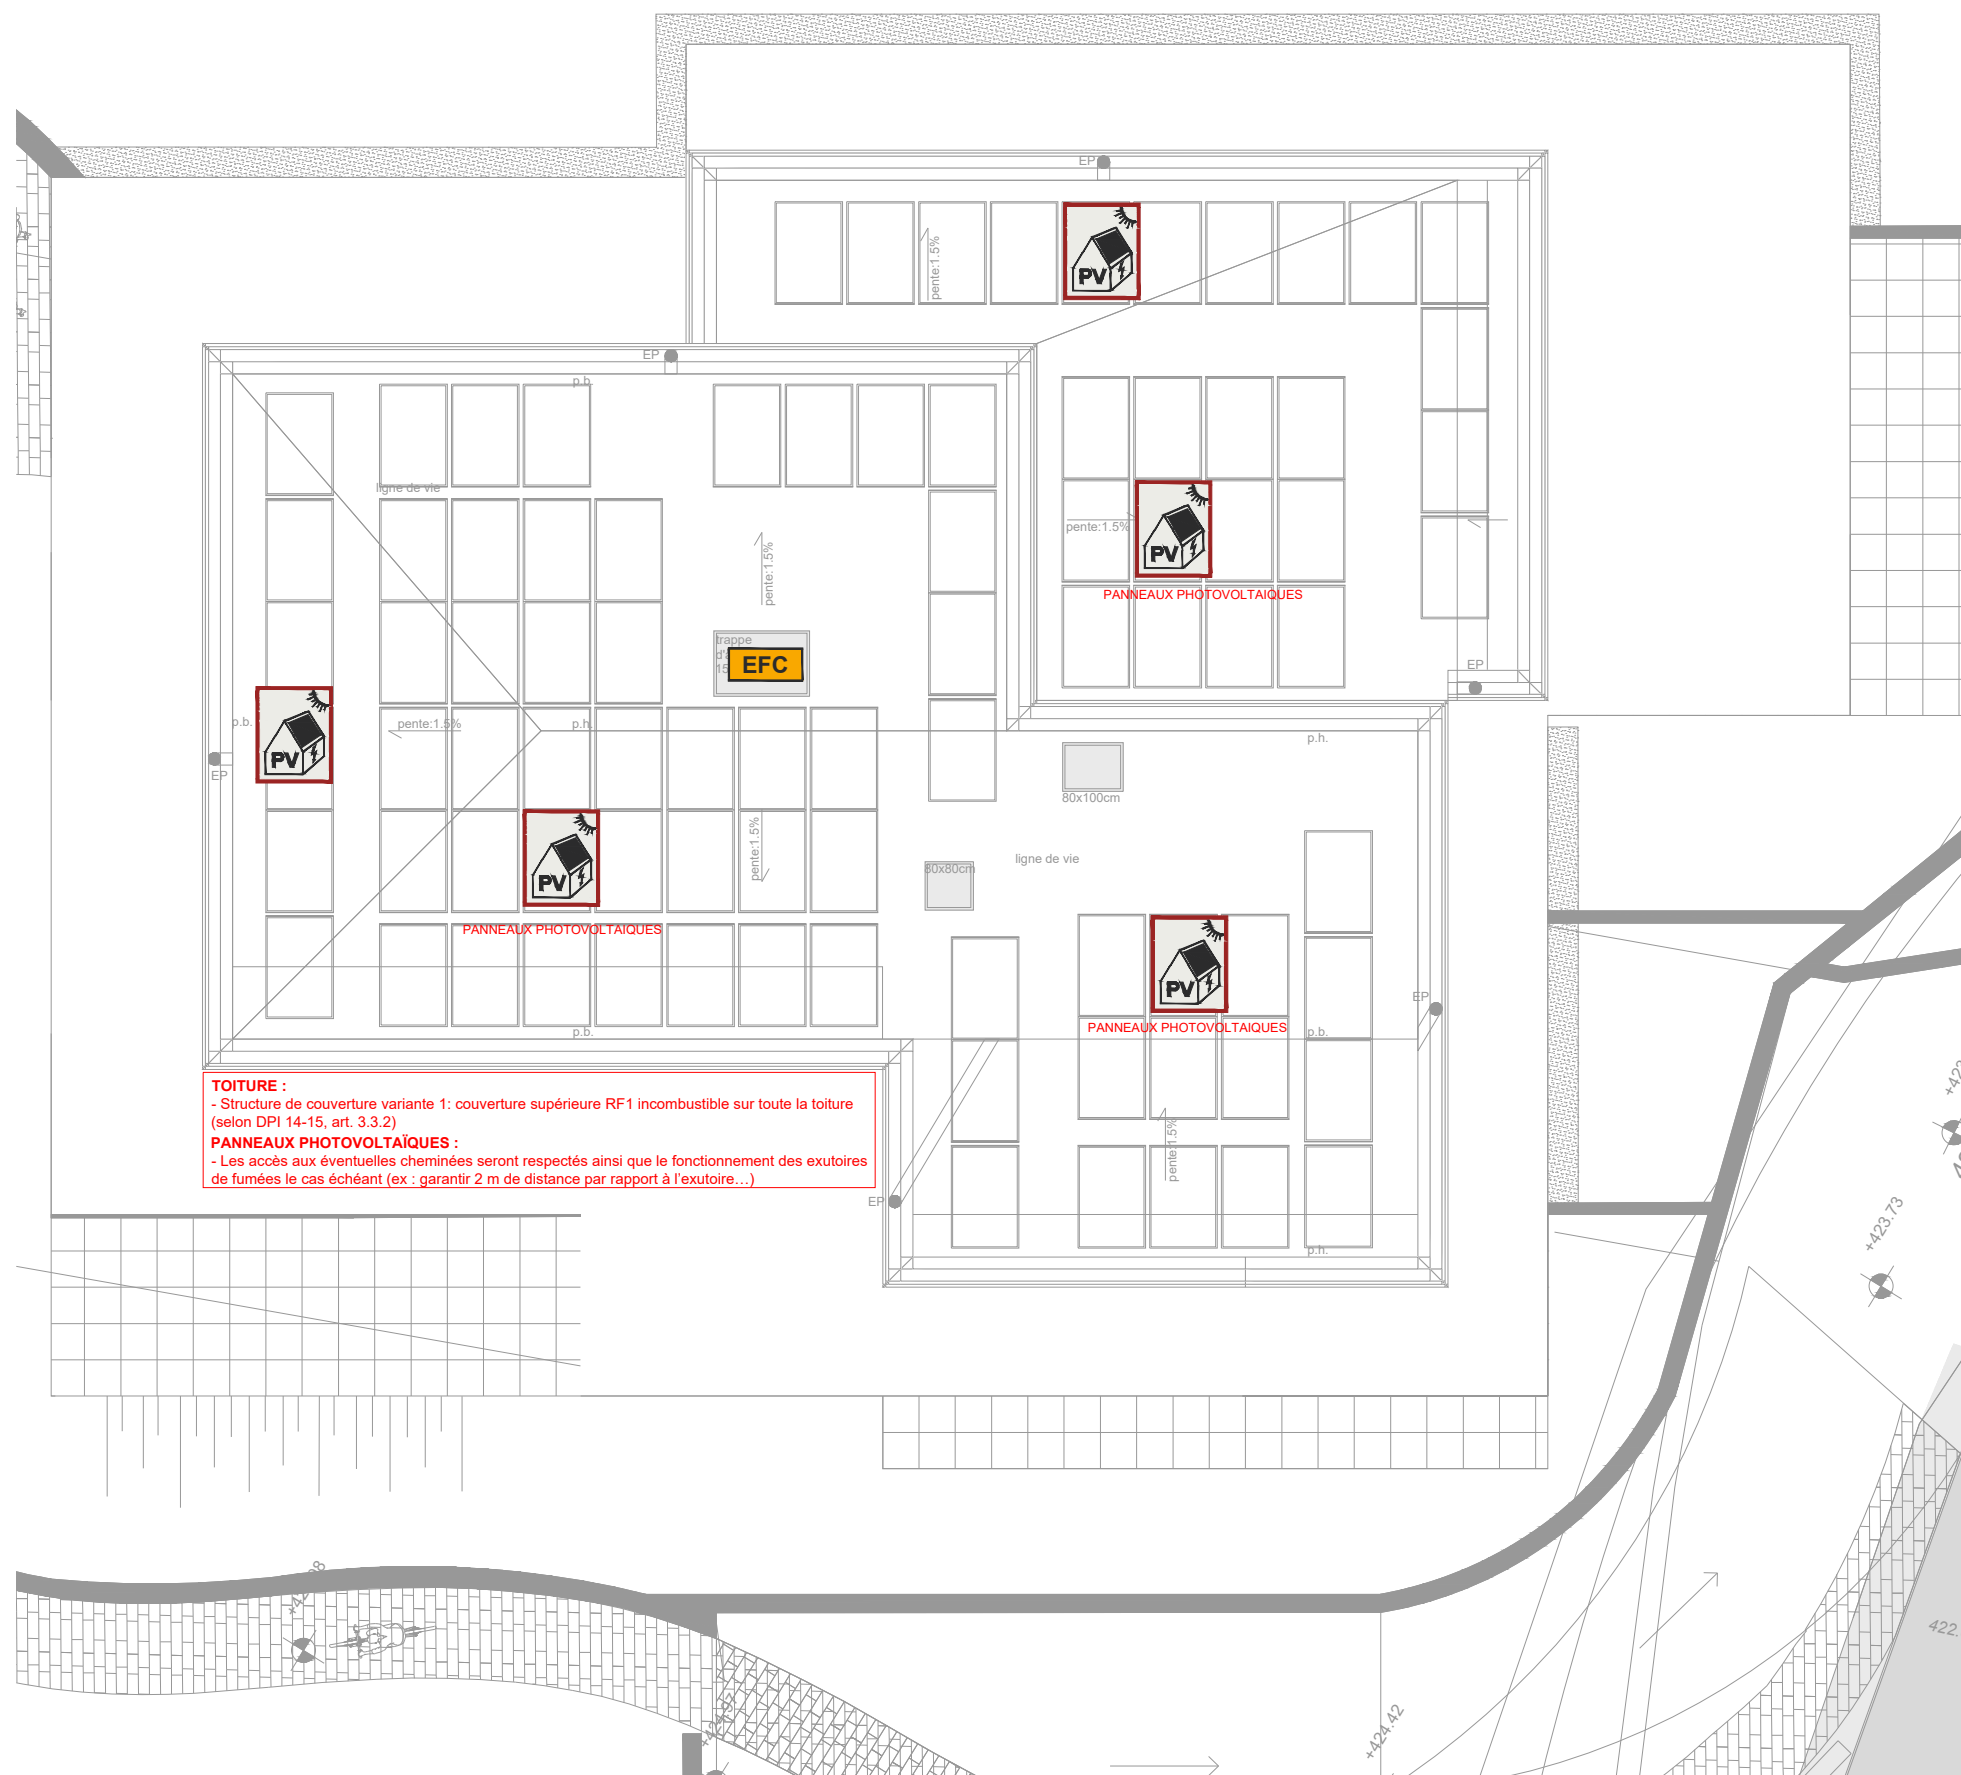 EP
PV
pente:1.5%
EP
p.b.
ligne de vie
pente:1.5%
PV
pente:1.5%
PANNEAUX PHOTOVOLTAIQUES
trappe
EFC
EP
PV
p.b.
EP
pente:1.5%
p.h.
p.h.
80x100cm
pente:1.5%
PV
ligne de vie
80x80cm
PANNEAUX PHOTOVOLTAIQUES
PV
EP
PANNEAUX PHOTOVOLTAIQUES
p.b.
p.b.
TOITURE :
- Structure de couverture variante 1: couverture supérieure RF1 incombustible sur toute la toiture
(selon DPI 14-15, art. 3.3.2)
PANNEAUX PHOTOVOLTAÏQUES :
- Les accès aux éventuelles cheminées seront respectés ainsi que le fonctionnement des exutoires
de fumées le cas échéant (ex : garantir 2 m de distance par rapport à l'exutoire…)
pente:1.5%
EP
p.h.
+423.73
+424.42